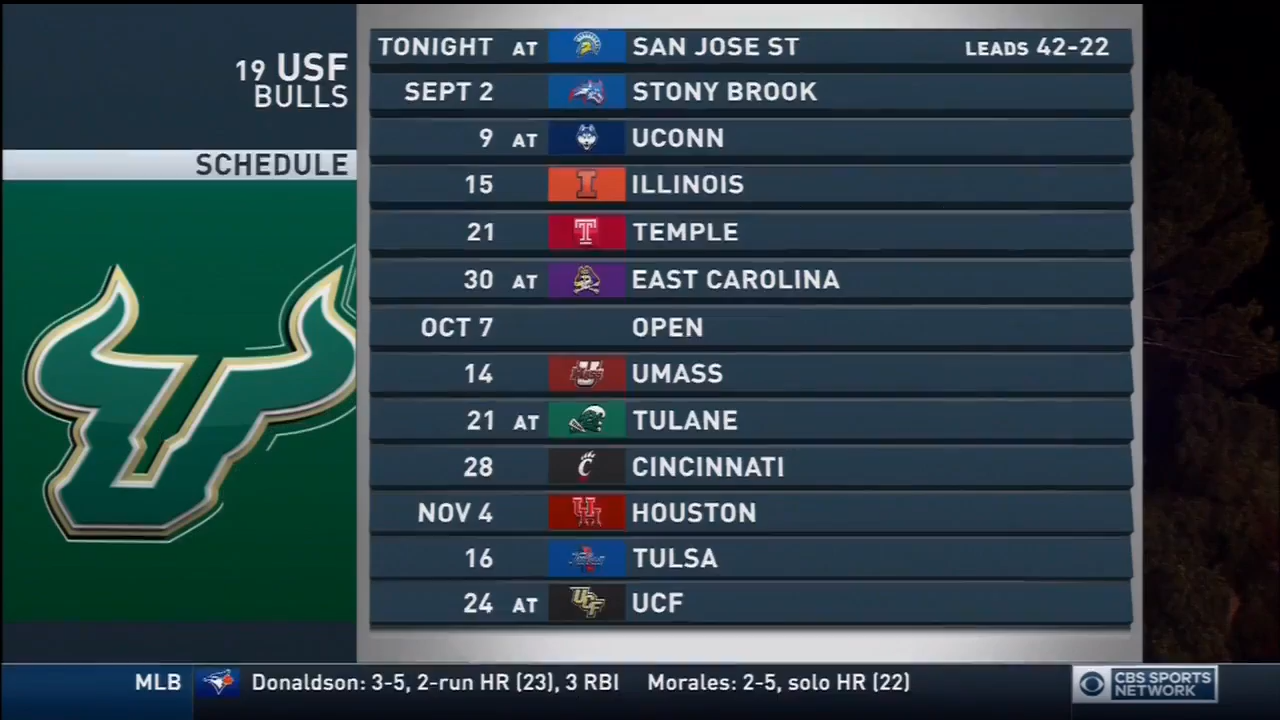 19 USF
BULLS
SCHEDULE
TONIGHT AT SAN JOSE ST LEADS 42-22
SEPT 2 STONY BROOK
9 AT UCONN
15 I ILLINOIS
21 T TEMPLE
30 AT EAST CAROLINA
OCT 7 OPEN
14 UMASS
21 AT TULANE
28 C CINCINNATI
NOV 4 UH HOUSTON
16 TULSA
24 AT UCF UCF
MLB Donaldson: 3-5, 2-run HR (23), 3 RBI Morales: 2-5, solo HR (22)
CBS SPORTS
NETWORK